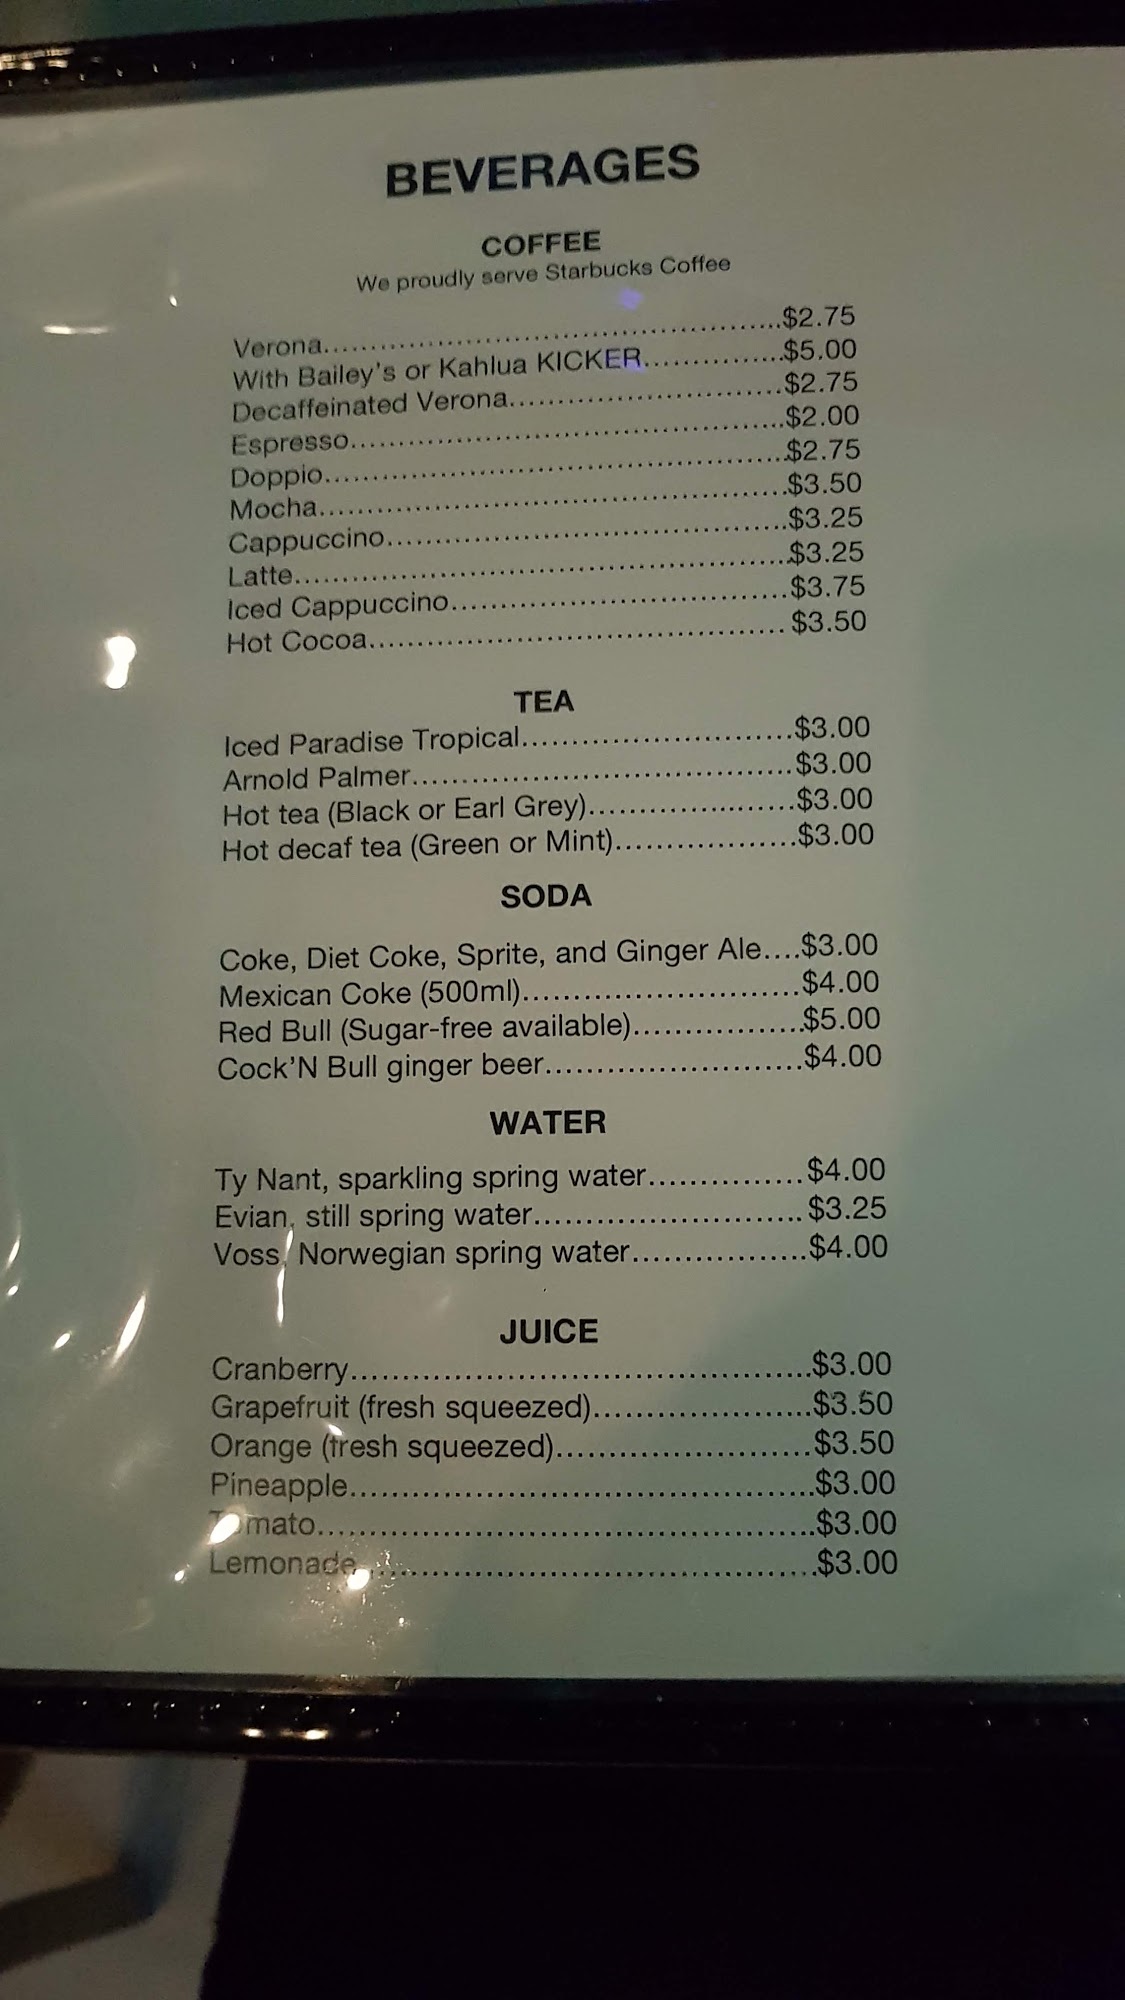 BEVERAGES
COFFEE
We proudly serve Starbucks Coffee
Verona.......................................................$2.75
With Bailey's or Kahlua KICKER...............$5.00
Decaffeinated Verona..............................$2.75
Espresso...................................................$2.00
Doppio......................................................$2.75
Mocha.......................................................$3.50
Cappuccino..............................................$3.25
Latte..........................................................$3.25
Iced Cappuccino.....................................$3.75
Hot Cocoa...............................................$3.50
TEA
Iced Paradise Tropical............................$3.00
Arnold Palmer..........................................$3.00
Hot tea (Black or Earl Grey).....................$3.00
Hot decaf tea (Green or Mint)..................$3.00
SODA
Coke, Diet Coke, Sprite, and Ginger Ale....$3.00
Mexican Coke (500ml)............................$4.00
Red Bull (Sugar-free available).................$5.00
Cock'N Bull ginger beer..........................$4.00
WATER
Ty Nant, sparkling spring water................$4.00
Evian, still spring water...........................$3.25
Voss, Norwegian spring water..................$4.00
JUICE
Cranberry................................................$3.00
Grapefruit (fresh squeezed)......................$3.50
Orange (fresh squeezed)..........................$3.50
Pineapple................................................$3.00
Tomato....................................................$3.00
Lemonade...............................................$3.00